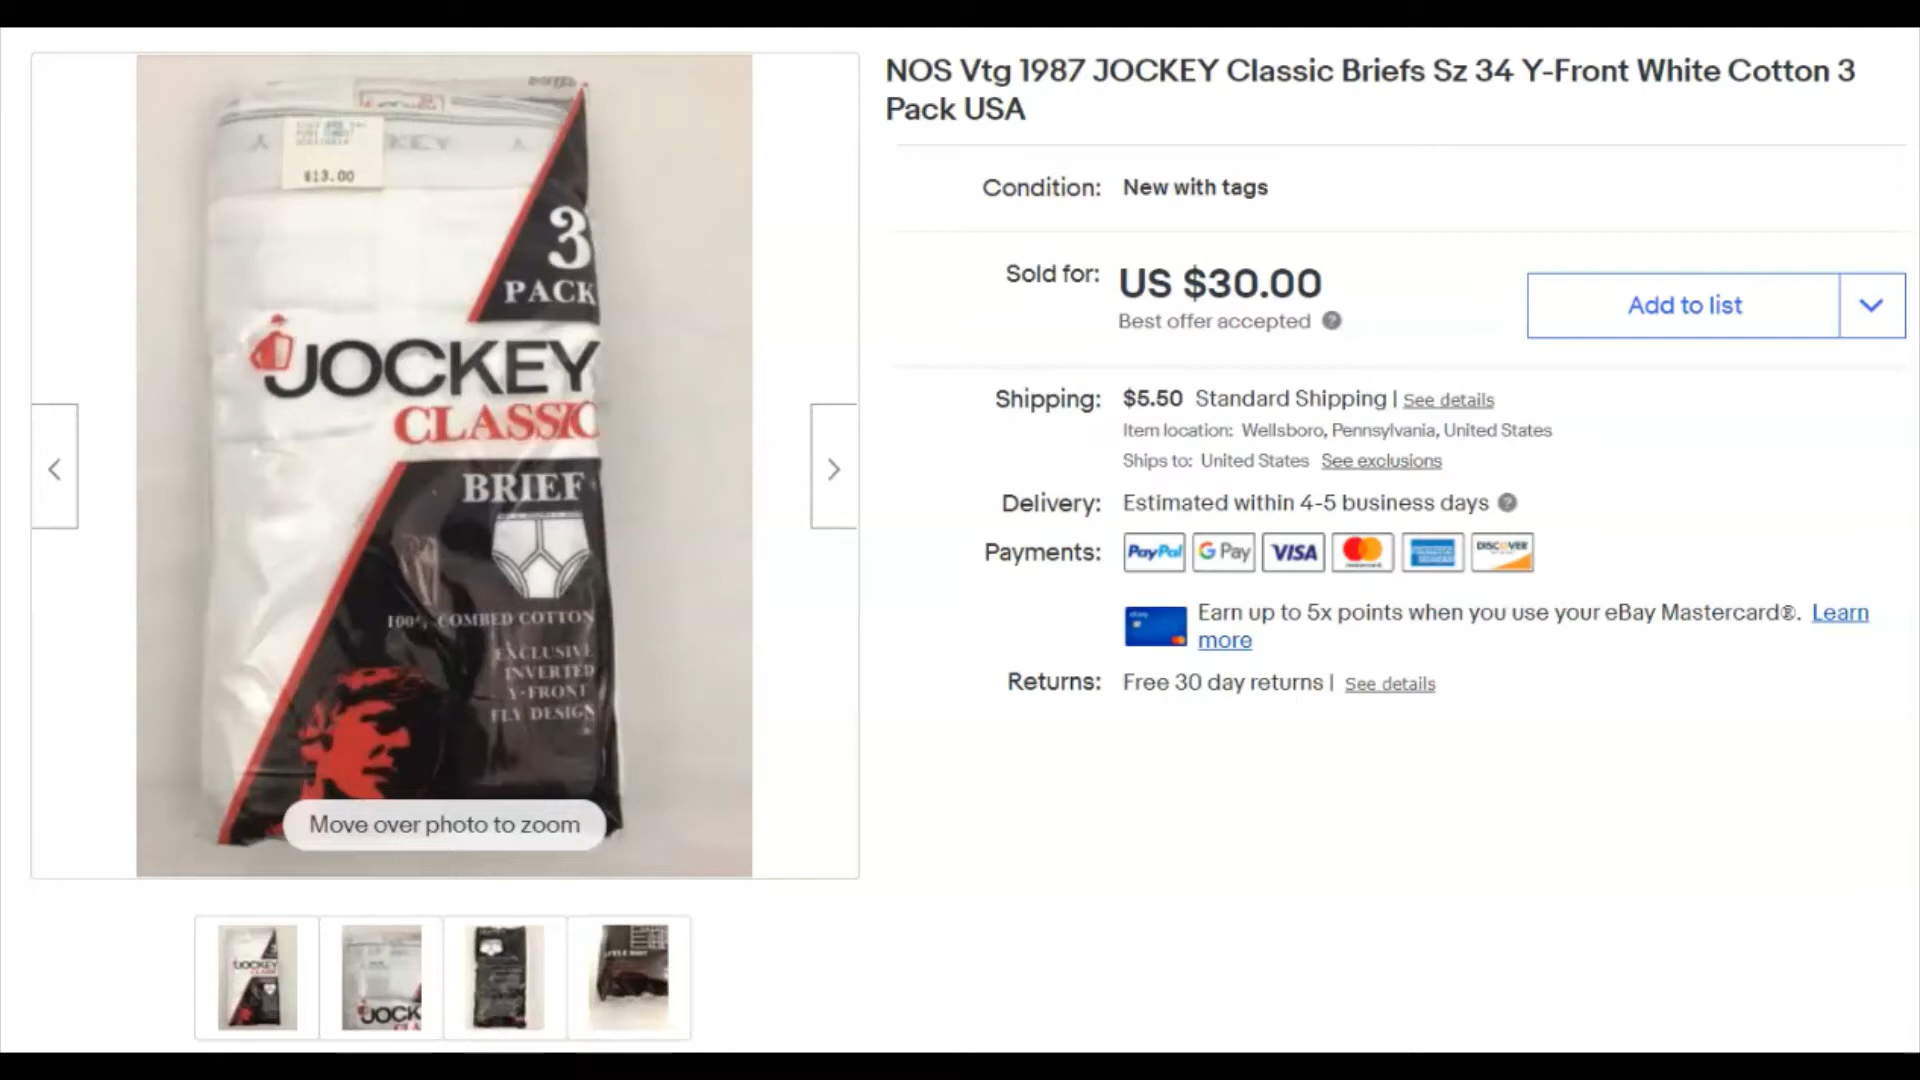 NOS Vtg 1987 JOCKEY Classic Briefs Sz 34 Y-Front White Cotton 3
Pack USA
Condition: New with tags
Sold for: US $30.00
Best offer accepted
Add to list
Shipping: $5.50 Standard Shipping | See details
Item location: Wellsboro, Pennsylvania, United States
Ships to: United States See exclusions
Delivery: Estimated within 4-5 business days
Payments: PayPal G Pay VISA mastercard DISCOVER
Earn up to 5x points when you use your eBay Mastercard®. Learn
more
Returns: Free 30 day returns | See details
$13.00
3
PACK
JOCKEY
CLASSIC
BRIEF
100% COMBED COTTON
EXCLUSIVE
INVERTED
Y-FRONT
FLY DESIGN
Move over photo to zoom
JOCKEY
JOCK